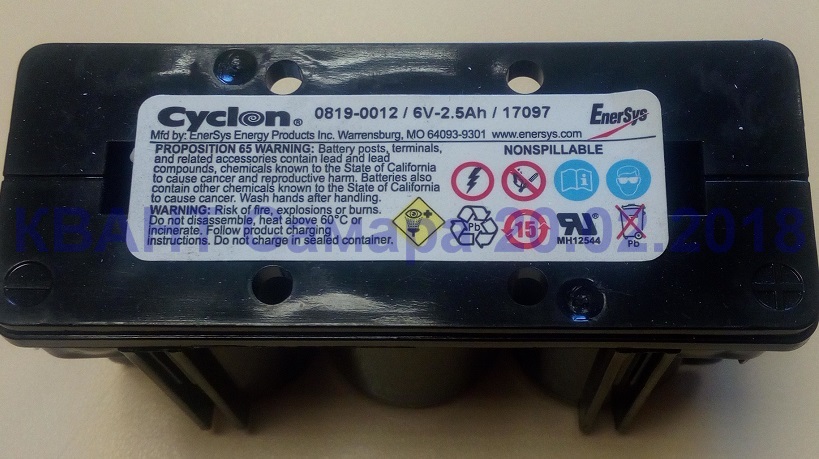 Cyclon® 0819-0012 / 6V-2.5Ah / 17097 EnerSys
Mfd by: EnerSys Energy Products Inc. Warrensburg, MO 64093-9301 www.enersys.com
PROPOSITION 65 WARNING: Battery posts, terminals,
and related accessories contain lead and lead
compounds, chemicals known to the State of California
to cause cancer and reproductive harm. Batteries also
contain other chemicals known to the State of California
to cause cancer. Wash hands after handling.
WARNING: Risk of fire, explosions or burns.
Do not disassemble, heat above 60°C or
incinerate. Follow product charging
instructions. Do not charge in sealed container.
NONSPILLABLE
Pb
15
MH12544
Pb
КВАНТ Самара 20.02.2018